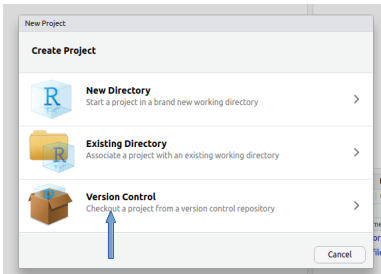 New Project
Create Project
R
New Directory
Start a project in a brand new working directory
R
Existing Directory
Associate a project with an existing working directory
R
Version Control
Checkout a project from a version control repository
Cancel